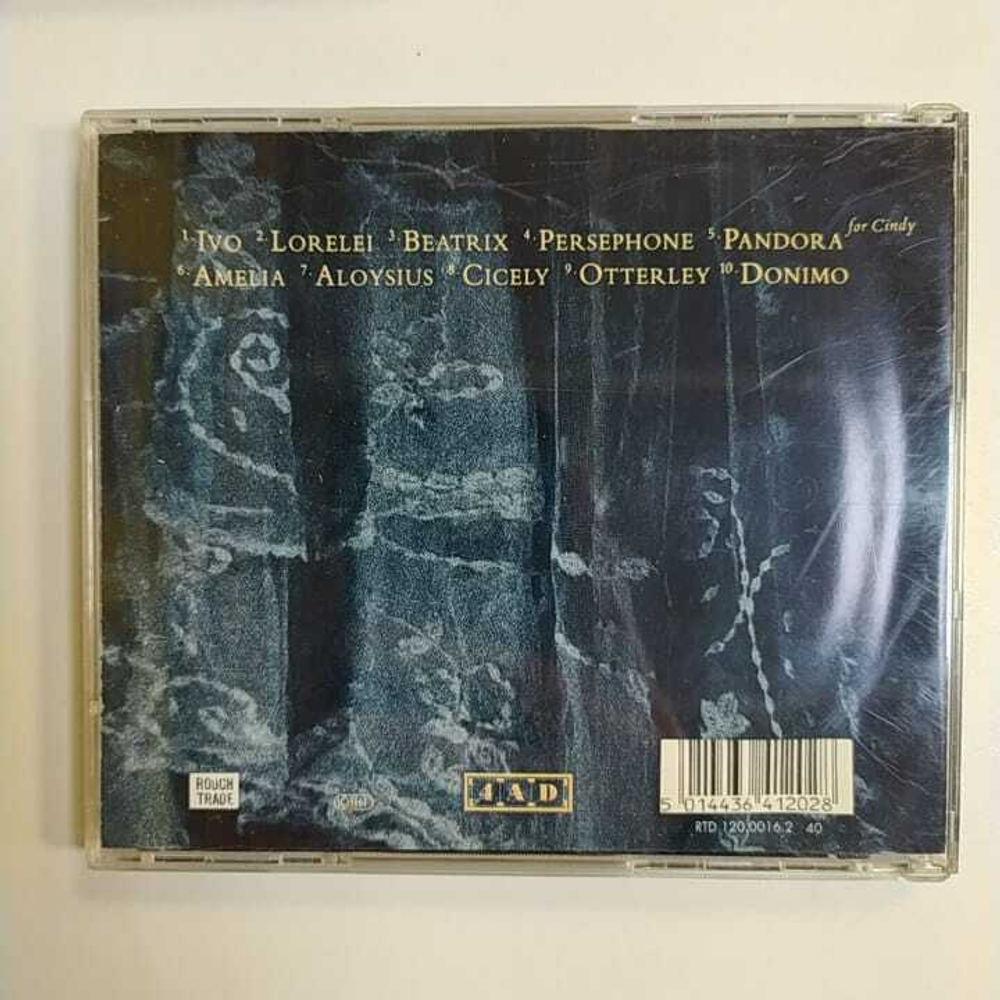 1. IVO 2. LORELEI 3. BEATRIX 4. PERSEPHONE 5. PANDORA for Cindy
6. AMELIA 7. ALOYSIUS 8. CICELY 9. OTTERLEY 10. DONIMO
ROUGH
TRADE
4AD
5 014436 412028
RTD 120.0016.2 40